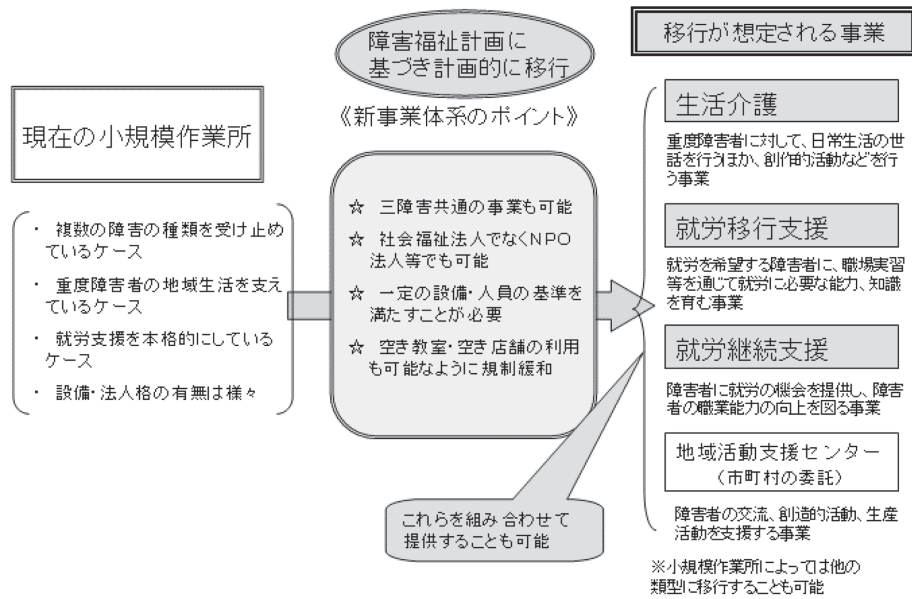 現在の小規模作業所
・ 複数の障害の種類を受け止め
ているケース
・ 重度障害者の地域生活を支え
ているケース
・ 就労支援を本格的にしている
ケース
・ 設備・法人格の有無は様々
障害福祉計画に
基づき計画的に移行
《新事業体系のポイント》
☆ 三障害共通の事業も可能
☆ 社会福祉法人でなくNPO
法人等でも可能
☆ 一定の設備・人員の基準を
満たすことが必要
☆ 空き教室・空き店舗の利用
も可能なように規制緩和
これらを組み合わせて
提供することも可能
移行が想定される事業
生活介護
重度障害者に対して、日常生活の世
話を行うほか、創作的活動などを行
う事業
就労移行支援
就労を希望する障害者に、職場実習
等を通じて就労に必要な能力、知識
を育む事業
就労継続支援
障害者に就労の機会を提供し、障害
者の職業能力の向上を図る事業
地域活動支援センター
（市町村の委託）
障害者の交流、創造的活動、生産
活動を支援する事業
※小規模作業所によっては他の
類型に移行することも可能